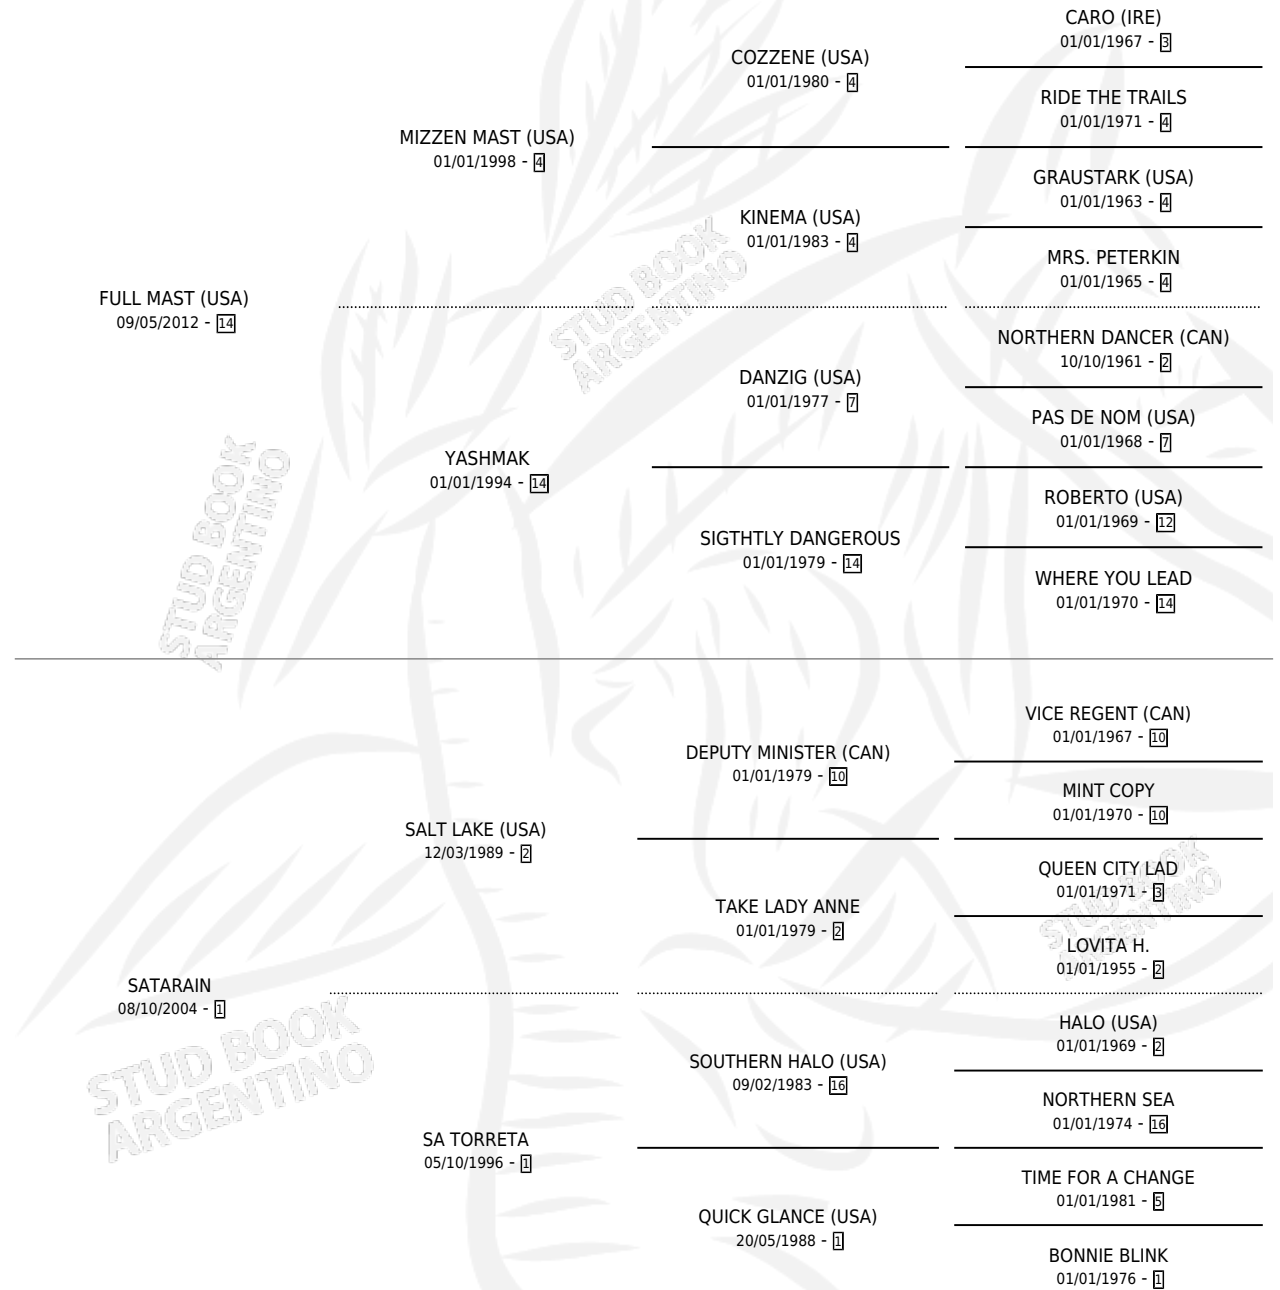 CARO (IRE)
01/01/1967 - 3
COZZENE (USA)
01/01/1980 - 4
RIDE THE TRAILS
01/01/1971 - 4
MIZZEN MAST (USA)
01/01/1998 - 4
GRAUSTARK (USA)
01/01/1963 - 4
KINEMA (USA)
01/01/1983 - 4
MRS. PETERKIN
01/01/1965 - 4
FULL MAST (USA)
09/05/2012 - 14
NORTHERN DANCER (CAN)
10/10/1961 - 2
DANZIG (USA)
01/01/1977 - 7
PAS DE NOM (USA)
01/01/1968 - 7
YASHMAK
01/01/1994 - 14
ROBERTO (USA)
01/01/1969 - 12
SIGTHTLY DANGEROUS
01/01/1979 - 14
WHERE YOU LEAD
01/01/1970 - 14
VICE REGENT (CAN)
01/01/1967 - 10
DEPUTY MINISTER (CAN)
01/01/1979 - 10
MINT COPY
01/01/1970 - 10
SALT LAKE (USA)
12/03/1989 - 2
QUEEN CITY LAD
01/01/1971 - 3
TAKE LADY ANNE
01/01/1979 - 2
LOVITA H.
01/01/1955 - 2
SATARAIN
08/10/2004 - 1
HALO (USA)
01/01/1969 - 2
SOUTHERN HALO (USA)
09/02/1983 - 16
NORTHERN SEA
01/01/1974 - 16
SA TORRETA
05/10/1996 - 1
TIME FOR A CHANGE
01/01/1981 - 5
QUICK GLANCE (USA)
20/05/1988 - 1
BONNIE BLINK
01/01/1976 - 1
STUD BOOK
ARGENTINO
STUD BOOK
ARGENTINO
STUD BOOK
ARGENTINO
STUD BOOK
ARGENTINO